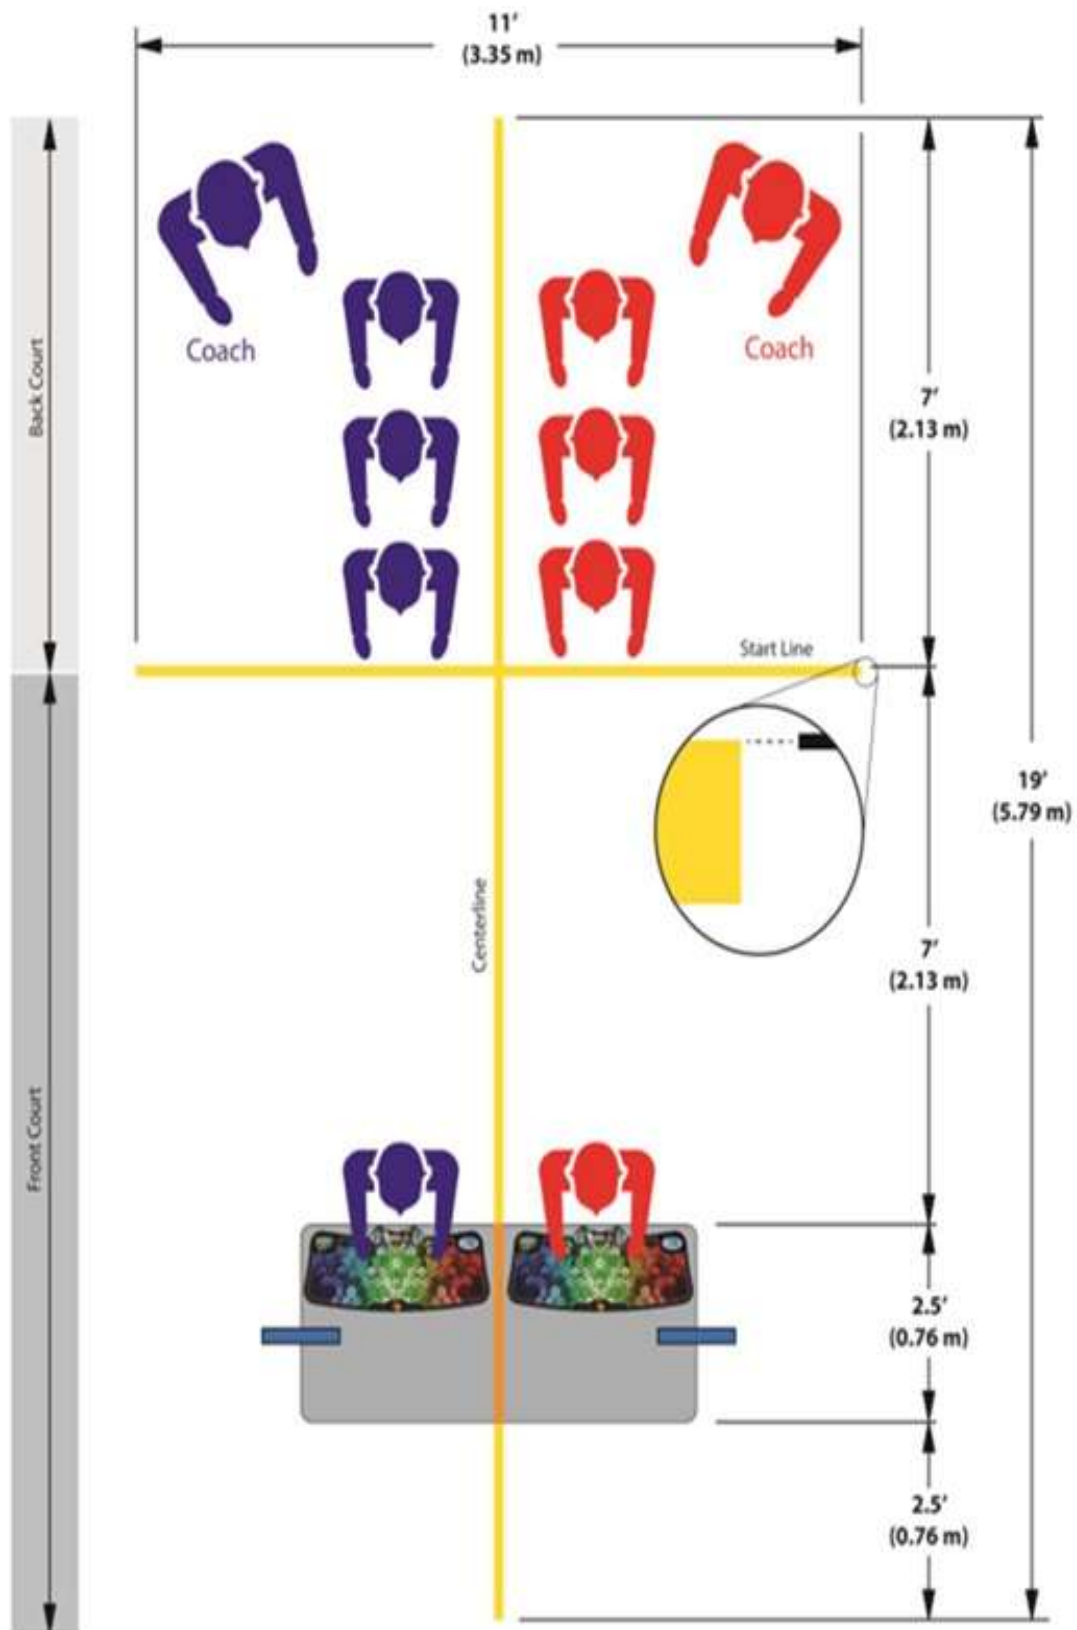 11'
(3.35 m)
Coach
Coach
Back Court
7'
(2.13 m)
Start Line
19'
(5.79 m)
Centerline
7'
(2.13 m)
Front Court
2.5'
(0.76 m)
2.5'
(0.76 m)